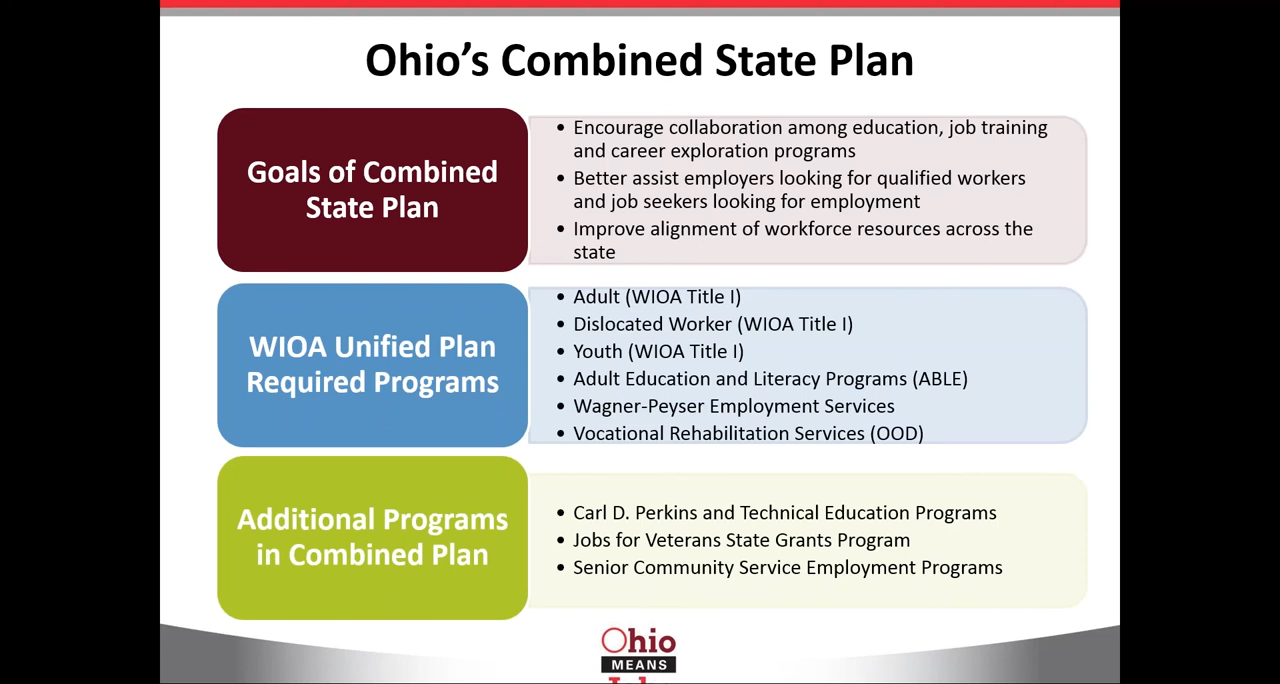 Ohio's Combined State Plan
Goals of Combined
State Plan
• Encourage collaboration among education, job training
and career exploration programs
• Better assist employers looking for qualified workers
and job seekers looking for employment
• Improve alignment of workforce resources across the
state
WIOA Unified Plan
Required Programs
• Adult (WIOA Title I)
• Dislocated Worker (WIOA Title I)
• Youth (WIOA Title I)
• Adult Education and Literacy Programs (ABLE)
• Wagner-Peyser Employment Services
• Vocational Rehabilitation Services (OOD)
Additional Programs
in Combined Plan
• Carl D. Perkins and Technical Education Programs
• Jobs for Veterans State Grants Program
• Senior Community Service Employment Programs
Ohio
MEANS